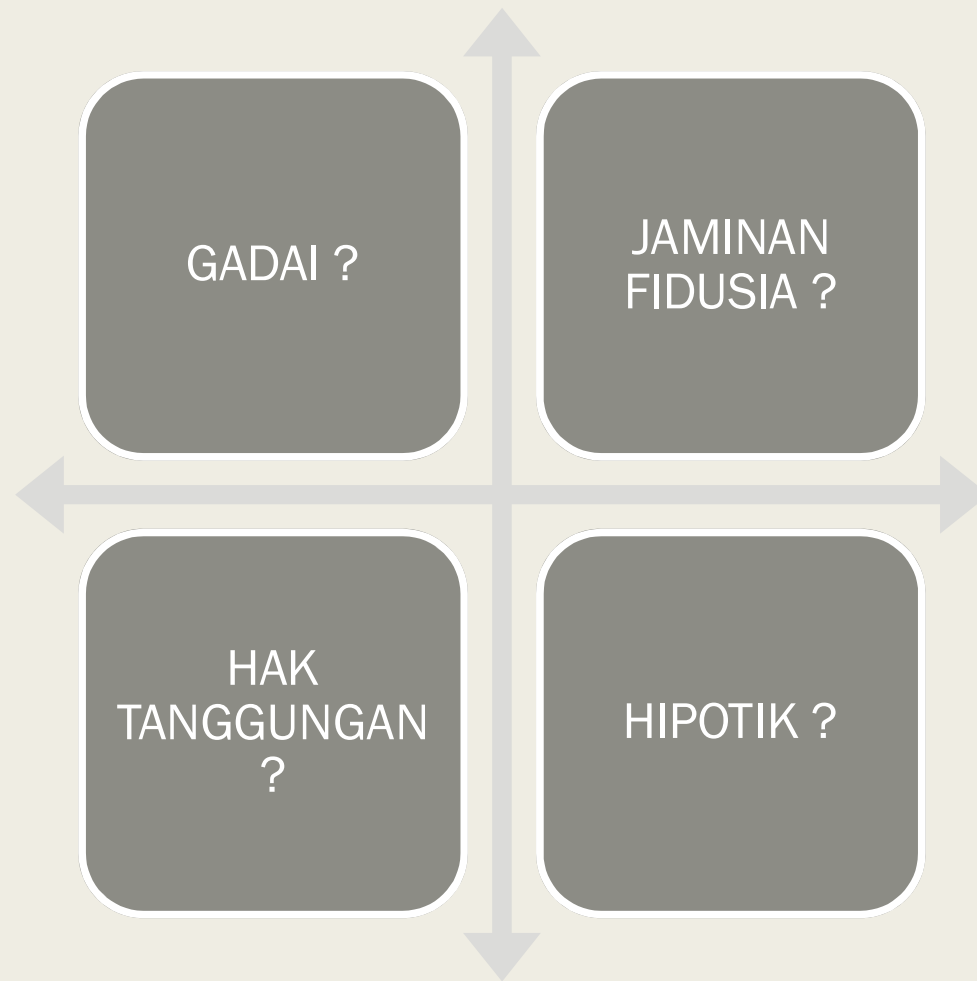 GADAI ?
JAMINAN
FIDUSIA ?
HAK
TANGGUNGAN
?
HIPOTIK ?